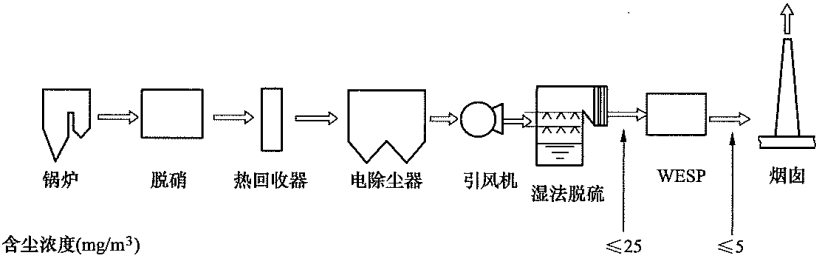 锅炉
脱硝
热回收器
电除尘器
引风机
湿法脱硫
WESP
烟囱
含尘浓度(mg/m³)
≤25
≤5